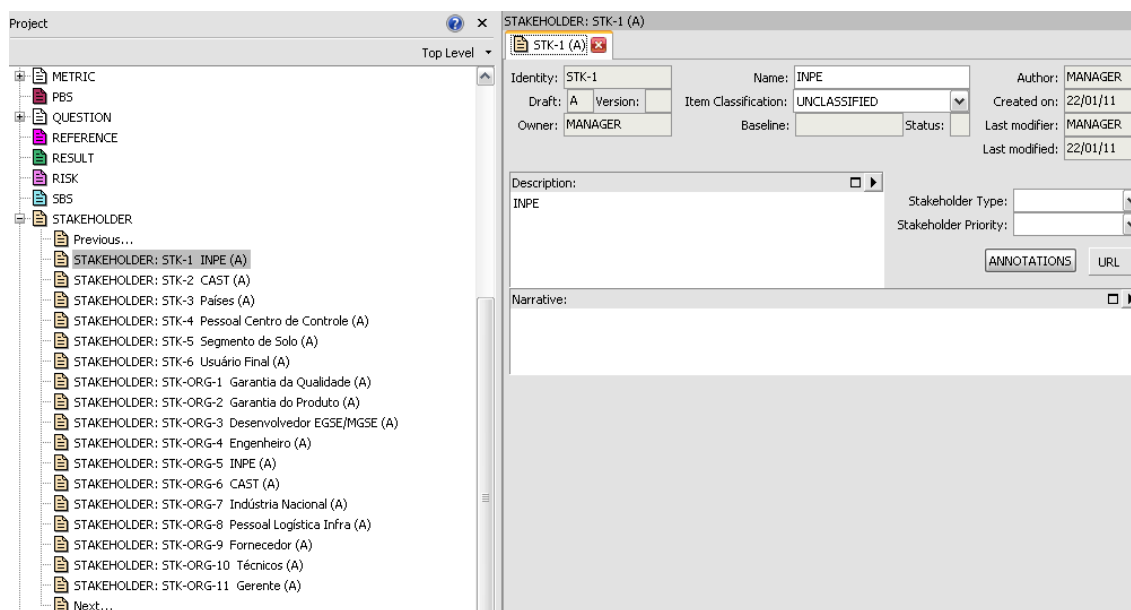 Project
Top Level
METRIC
PBS
QUESTION
REFERENCE
RESULT
RISK
SBS
STAKEHOLDER
Previous...
STAKEHOLDER: STK-1 INPE (A)
STAKEHOLDER: STK-2 CAST (A)
STAKEHOLDER: STK-3 Países (A)
STAKEHOLDER: STK-4 Pessoal Centro de Controle (A)
STAKEHOLDER: STK-5 Segmento de Solo (A)
STAKEHOLDER: STK-6 Usuário Final (A)
STAKEHOLDER: STK-ORG-1 Garantia da Qualidade (A)
STAKEHOLDER: STK-ORG-2 Garantia do Produto (A)
STAKEHOLDER: STK-ORG-3 Desenvolvedor EGSE/MGSE (A)
STAKEHOLDER: STK-ORG-4 Engenheiro (A)
STAKEHOLDER: STK-ORG-5 INPE (A)
STAKEHOLDER: STK-ORG-6 CAST (A)
STAKEHOLDER: STK-ORG-7 Indústria Nacional (A)
STAKEHOLDER: STK-ORG-8 Pessoal Logística Infra (A)
STAKEHOLDER: STK-ORG-9 Fornecedor (A)
STAKEHOLDER: STK-ORG-10 Técnicos (A)
STAKEHOLDER: STK-ORG-11 Gerente (A)
Next...
STAKEHOLDER: STK-1 (A)
STK-1 (A)
Identity: STK-1 Name: INPE Author: MANAGER
Draft: A Version: Item Classification: UNCLASSIFIED Created on: 22/01/11
Owner: MANAGER Baseline: Status: Last modifier: MANAGER
Last modified: 22/01/11
Description:
INPE
Stakeholder Type:
Stakeholder Priority:
ANNOTATIONS URL
Narrative: